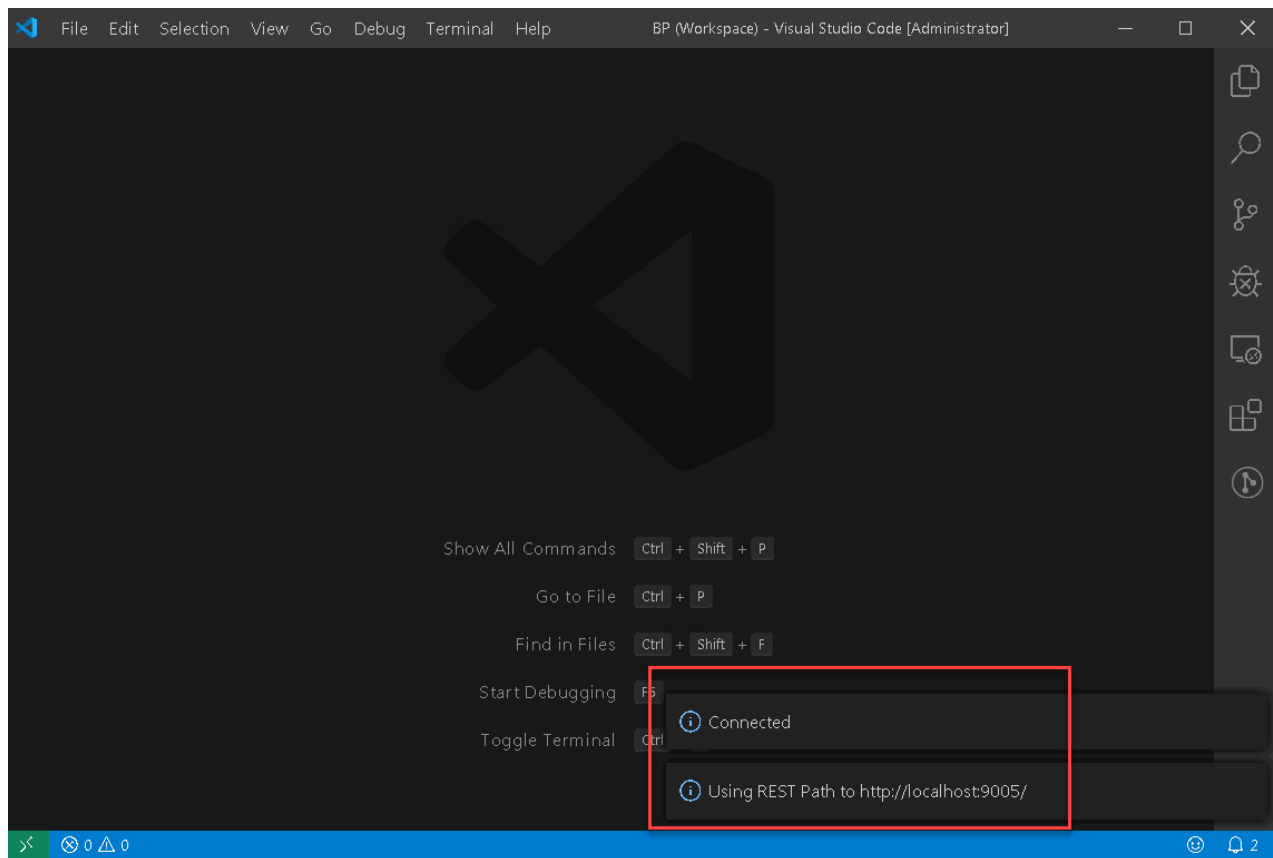 File Edit Selection View Go Debug Terminal Help BP (Workspace) - Visual Studio Code [Administrator]
Show All Commands Ctrl + Shift + P
Go to File Ctrl + P
Find in Files Ctrl + Shift + F
Start Debugging F5
Connected
Toggle Terminal Ctrl
Using REST Path to http://localhost:9005/
0 0 2